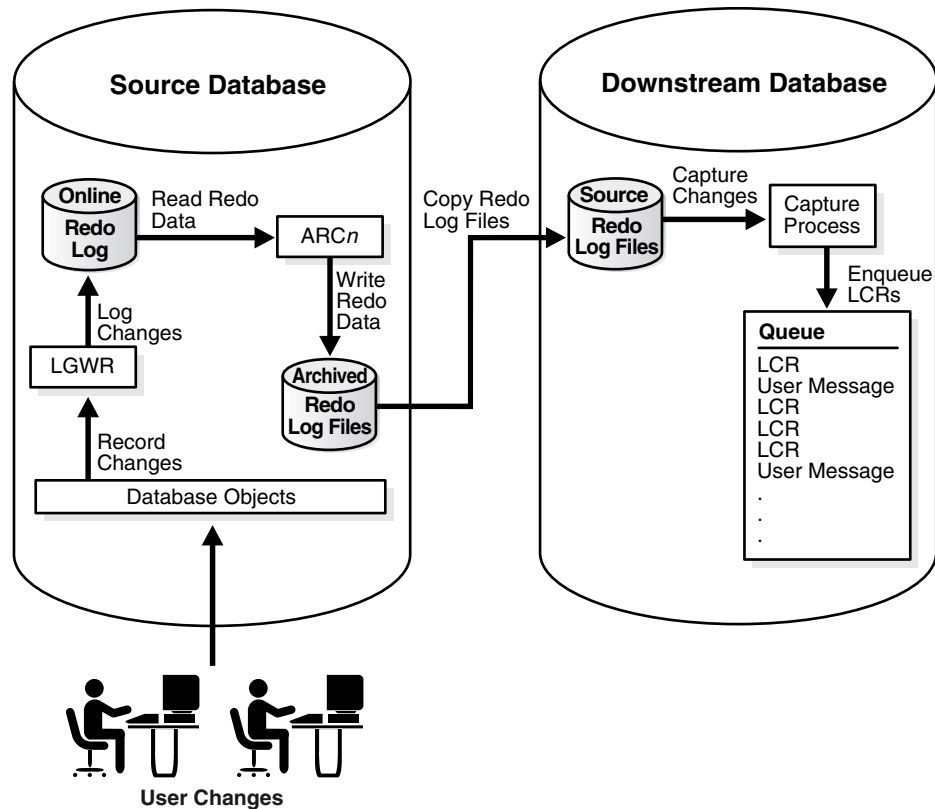 Source Database
Downstream Database
Online
Redo
Log
Read Redo
Data
ARCn
Write
Redo
Data
Archived
Redo
Log Files
Log
Changes
LGWR
Record
Changes
Database Objects
User Changes
Copy Redo
Log Files
Source
Redo
Log Files
Capture
Changes
Capture
Process
Enqueue
LCRs
Queue
LCR
User Message
LCR
LCR
LCR
User Message
.
.
.